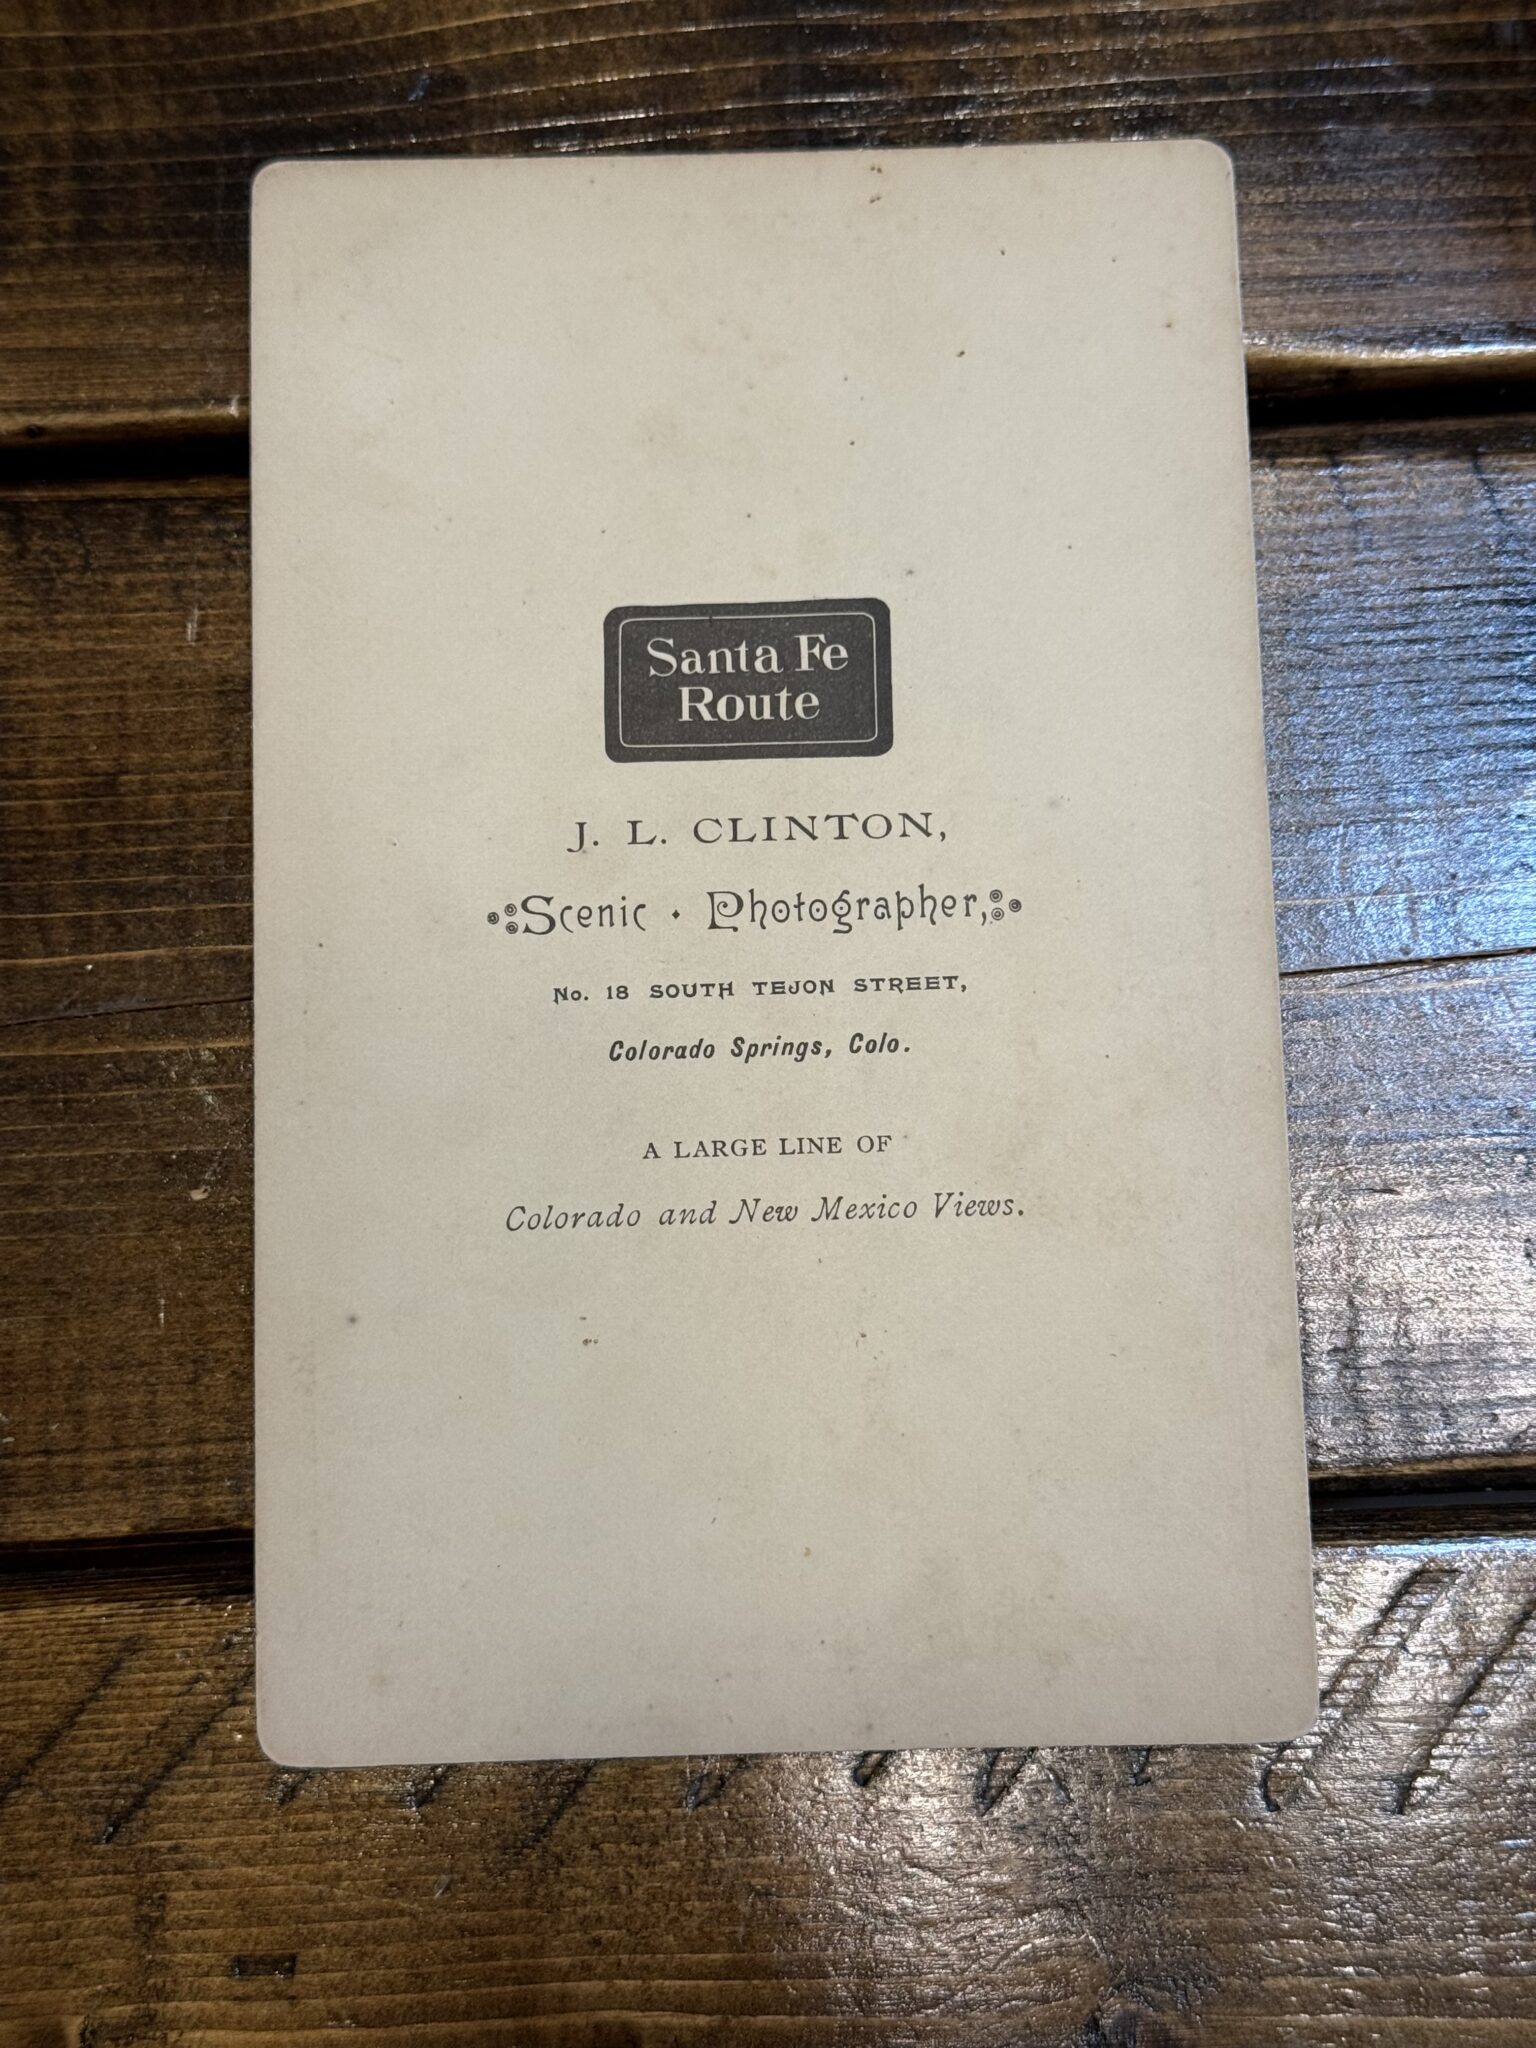 Santa Fe
Route
J. L. CLINTON,
Scenic · Photographer,
No. 18 SOUTH TEJON STREET,
Colorado Springs, Colo.
A LARGE LINE OF
Colorado and New Mexico Views.